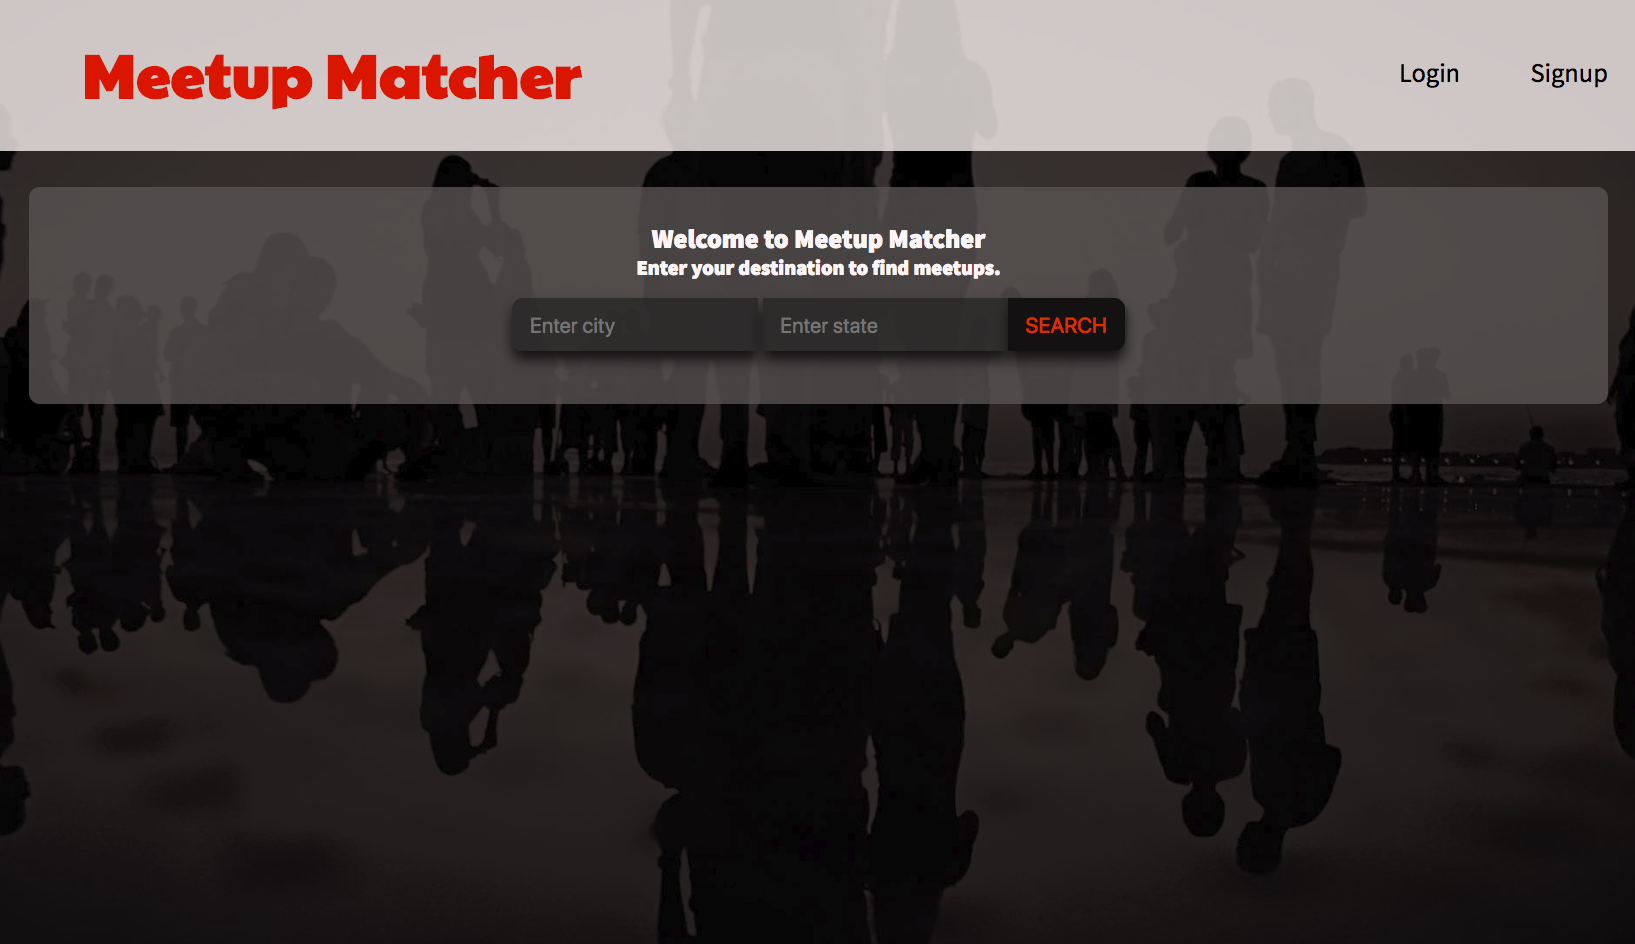 Meetup Matcher
Login
Signup
Welcome to Meetup Matcher
Enter your destination to find meetups.
Enter city
Enter state
SEARCH